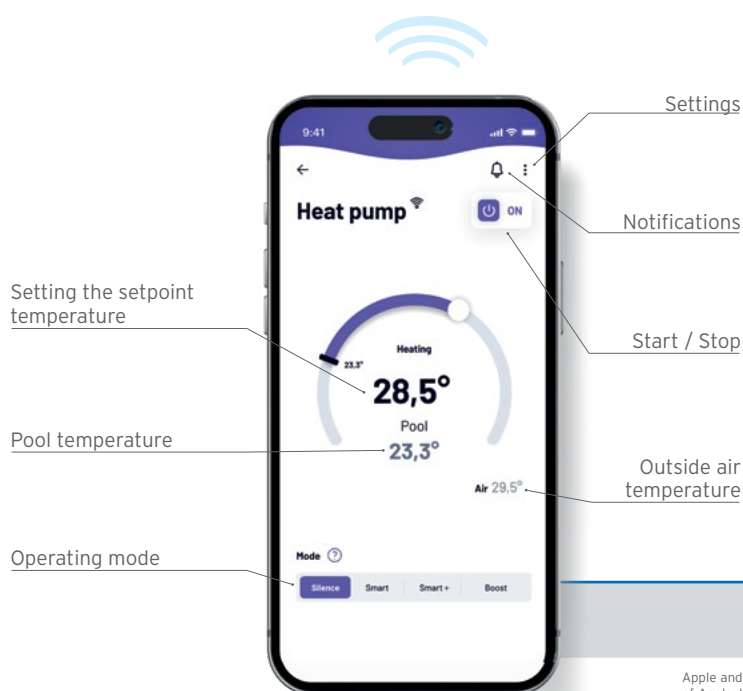 Settings
9:41
Notifications
Heat pump
ON
Setting the setpoint
temperature
Start / Stop
23,3°
Heating
28,5°
Pool
23,3°
Pool temperature
Air 29,5°
Outside air
temperature
Mode ?
Operating mode
Silence Smart Smart+ Boost
Apple and